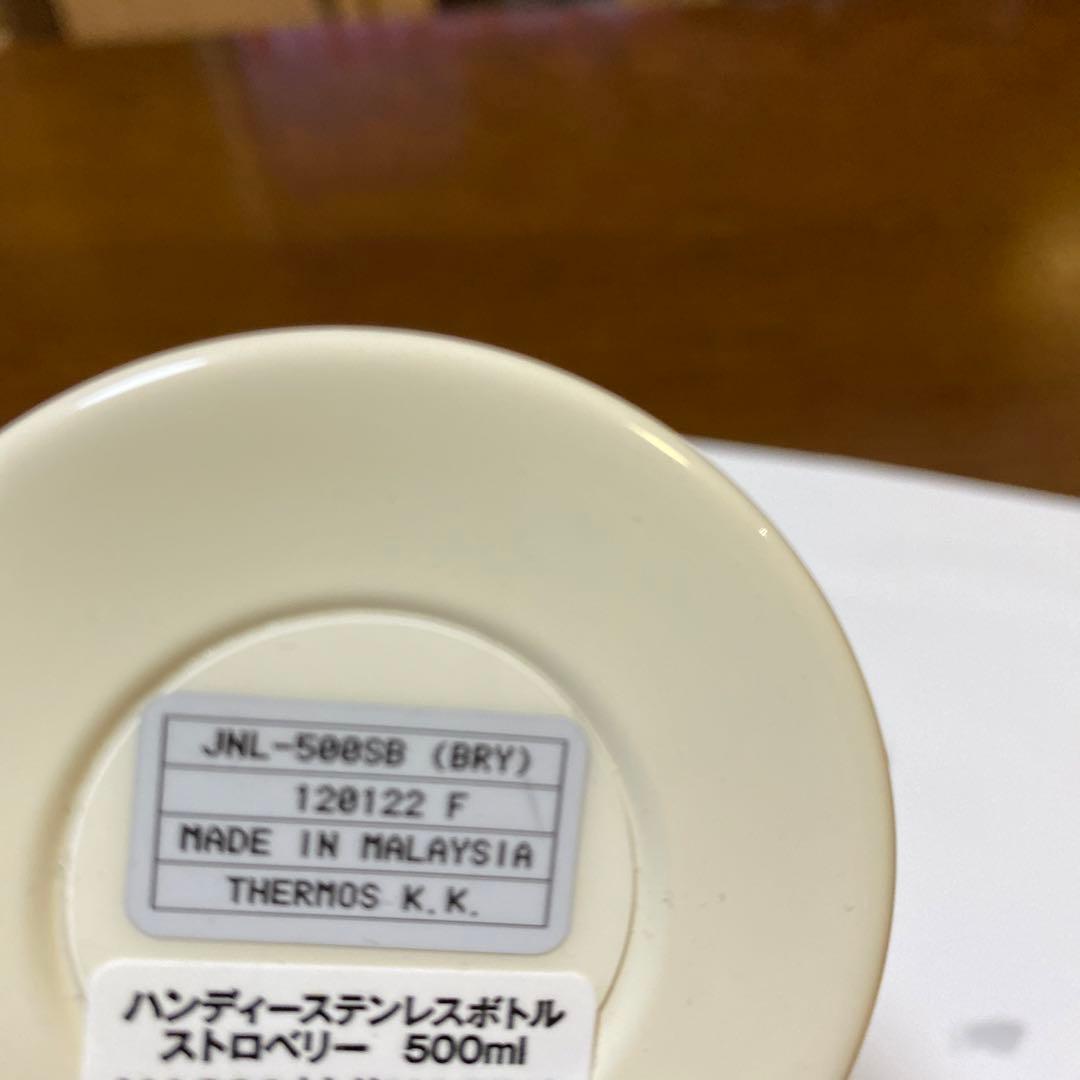 JNL-500SB (BRY)
120122 F
MADE IN MALAYSIA
THERMOS K.K.
ハンディーステンレスボトル
ストロベリー 500ml